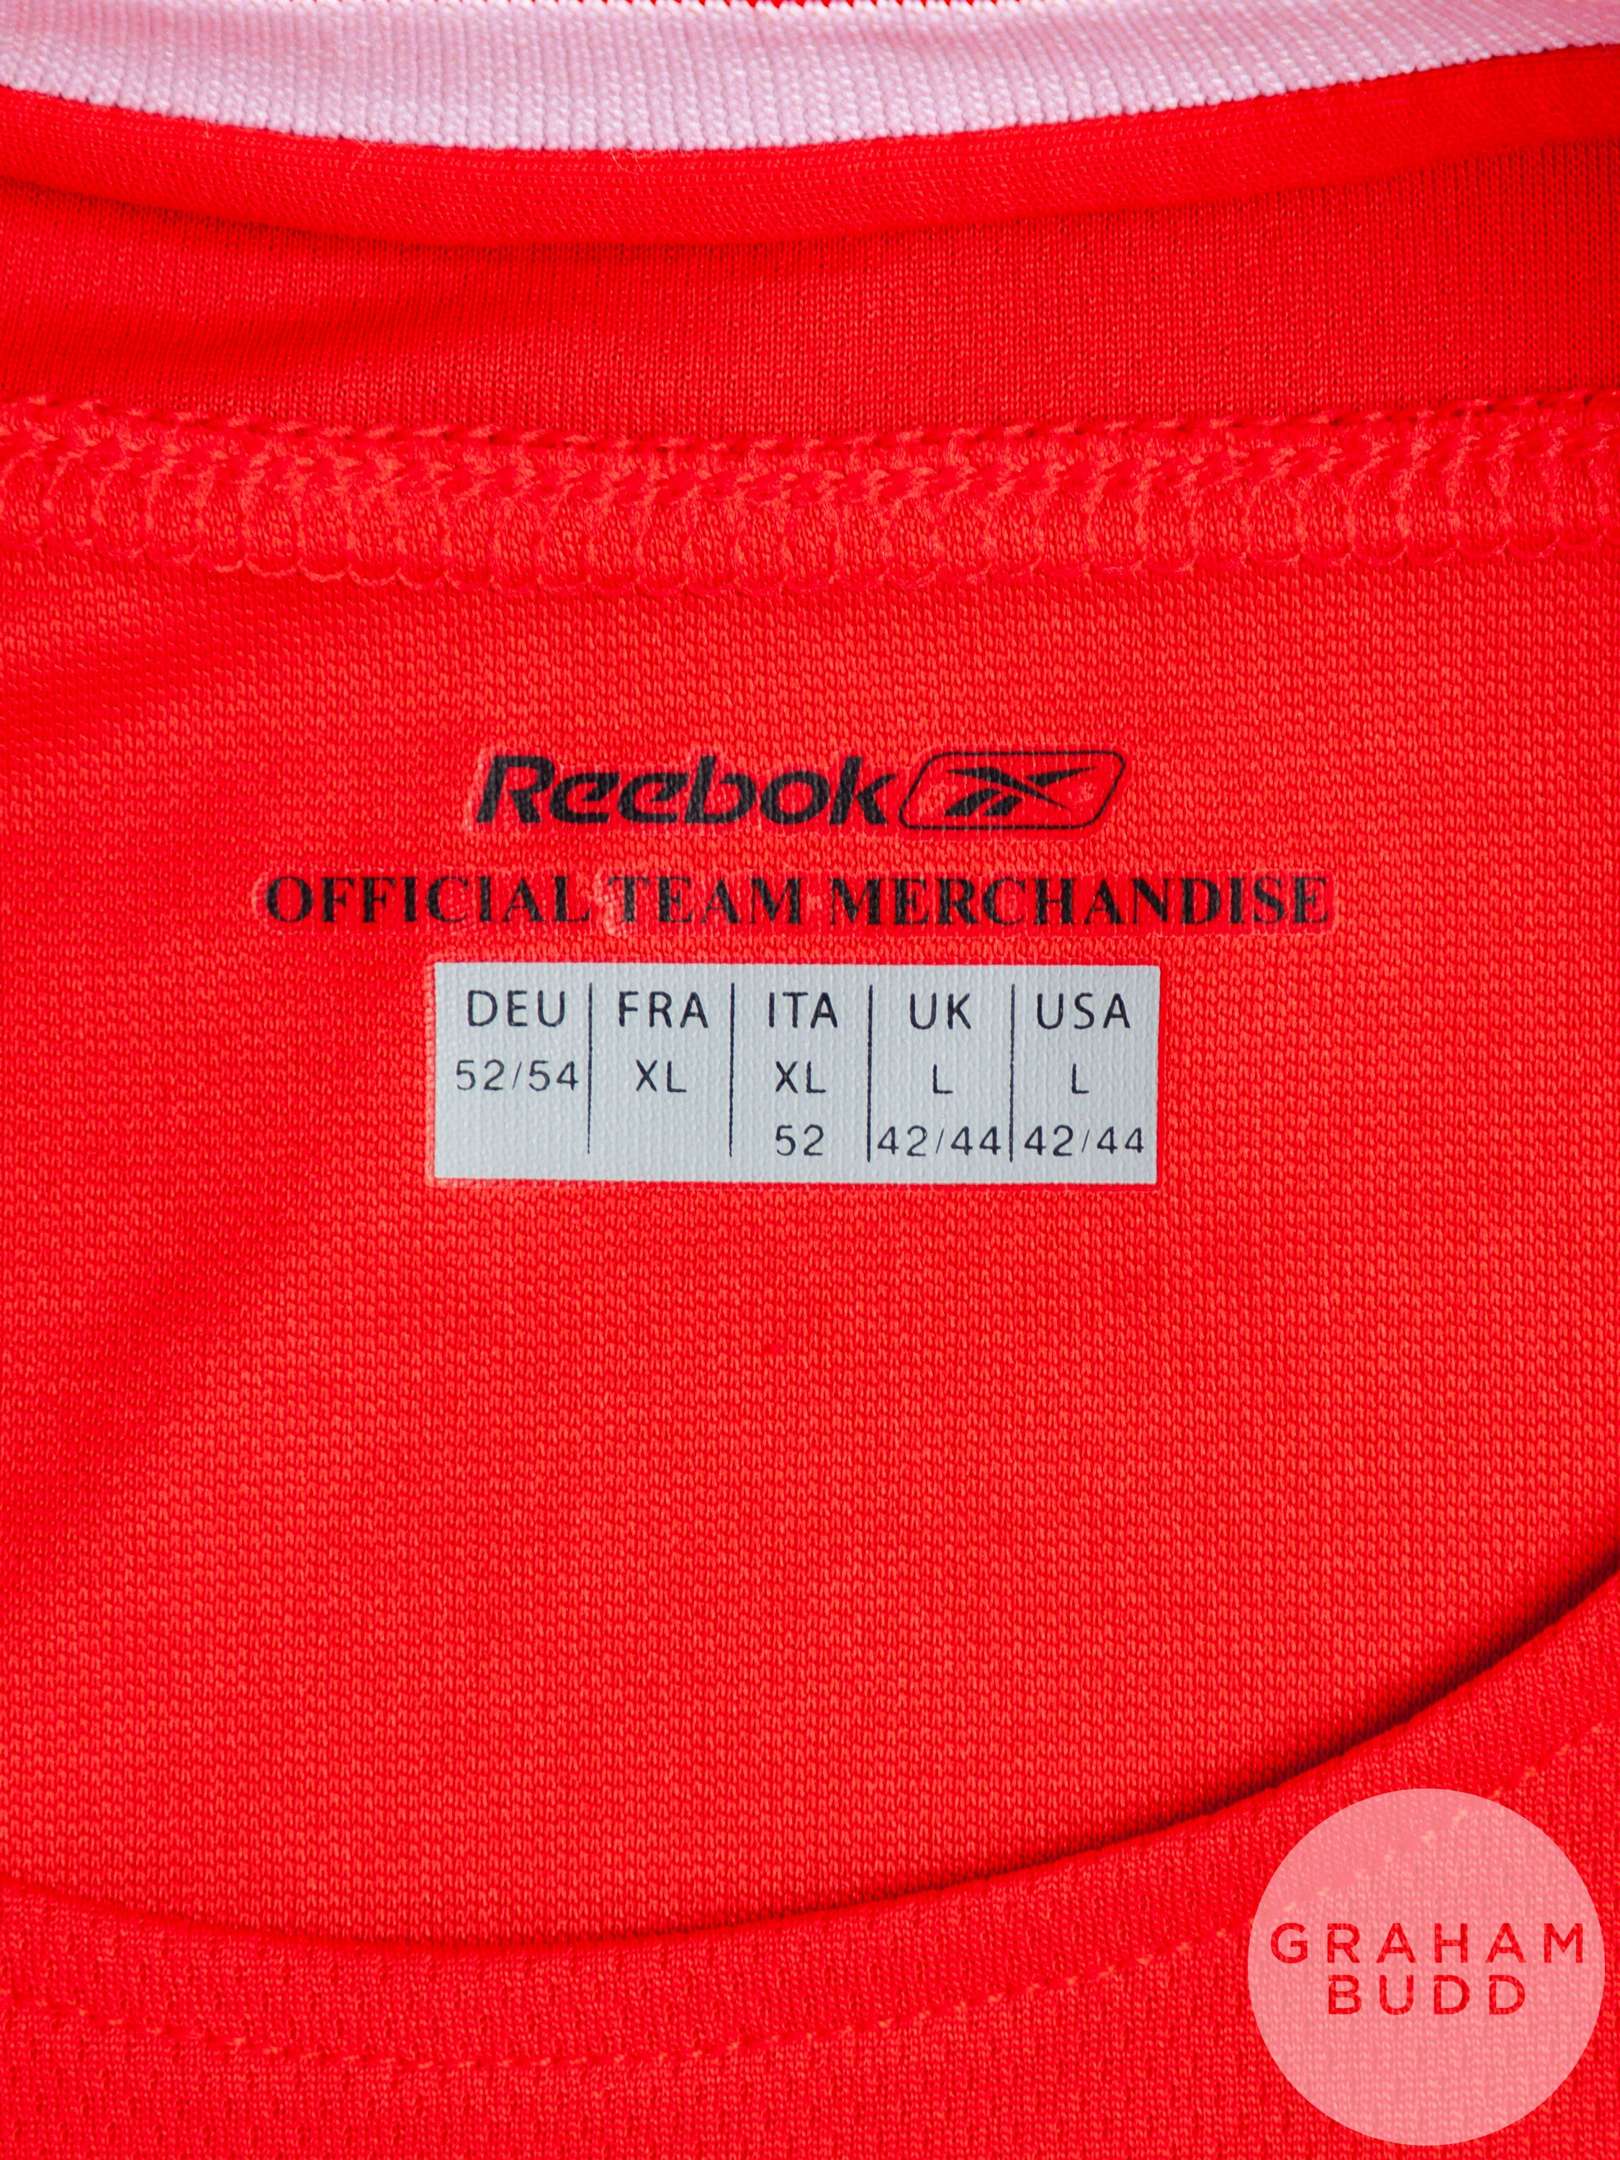 Reebok
OFFICIAL TEAM MERCHANDISE
DEU FRA ITA UK USA
52/54 XL XL L L
52 42/44 42/44
GRAHAM
BUDD